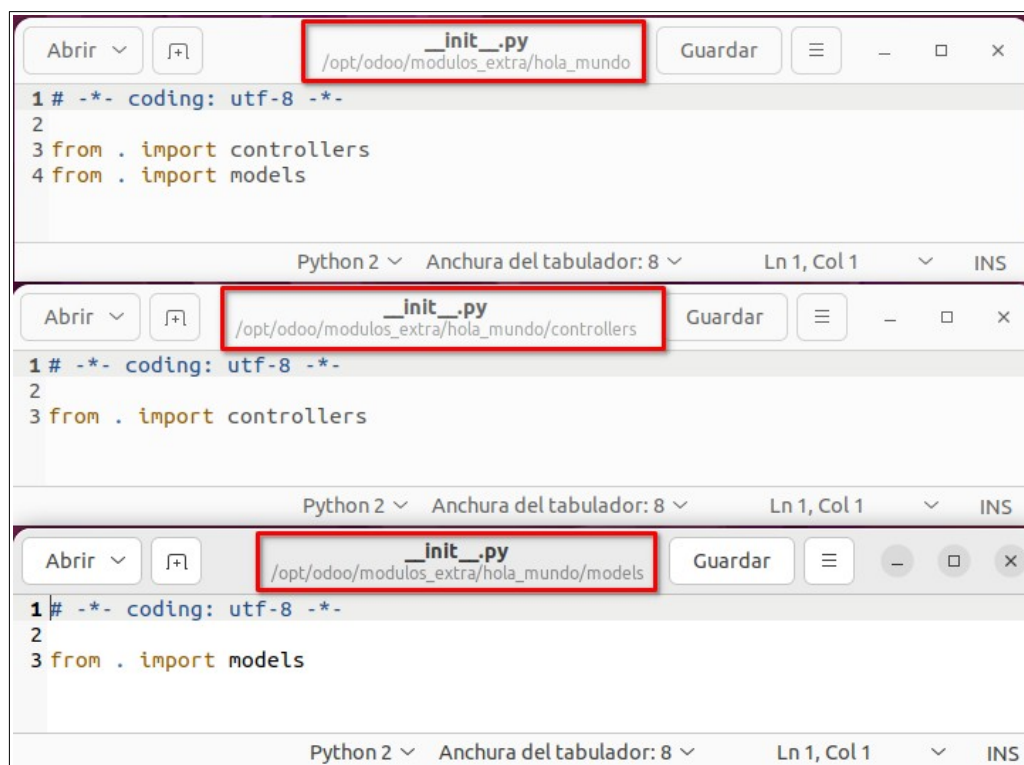 Abrir
__init__.py
/opt/odoo/modulos_extra/hola_mundo
Guardar
1 # -*- coding: utf-8 -*-
2
3 from . import controllers
4 from . import models
Python 2 Anchura del tabulador: 8 Ln 1, Col 1 INS
Abrir
__init__.py
/opt/odoo/modulos_extra/hola_mundo/controllers
Guardar
1 # -*- coding: utf-8 -*-
2
3 from . import controllers
Python 2 Anchura del tabulador: 8 Ln 1, Col 1 INS
Abrir
__init__.py
/opt/odoo/modulos_extra/hola_mundo/models
Guardar
1 # -*- coding: utf-8 -*-
2
3 from . import models
Python 2 Anchura del tabulador: 8 Ln 1, Col 1 INS